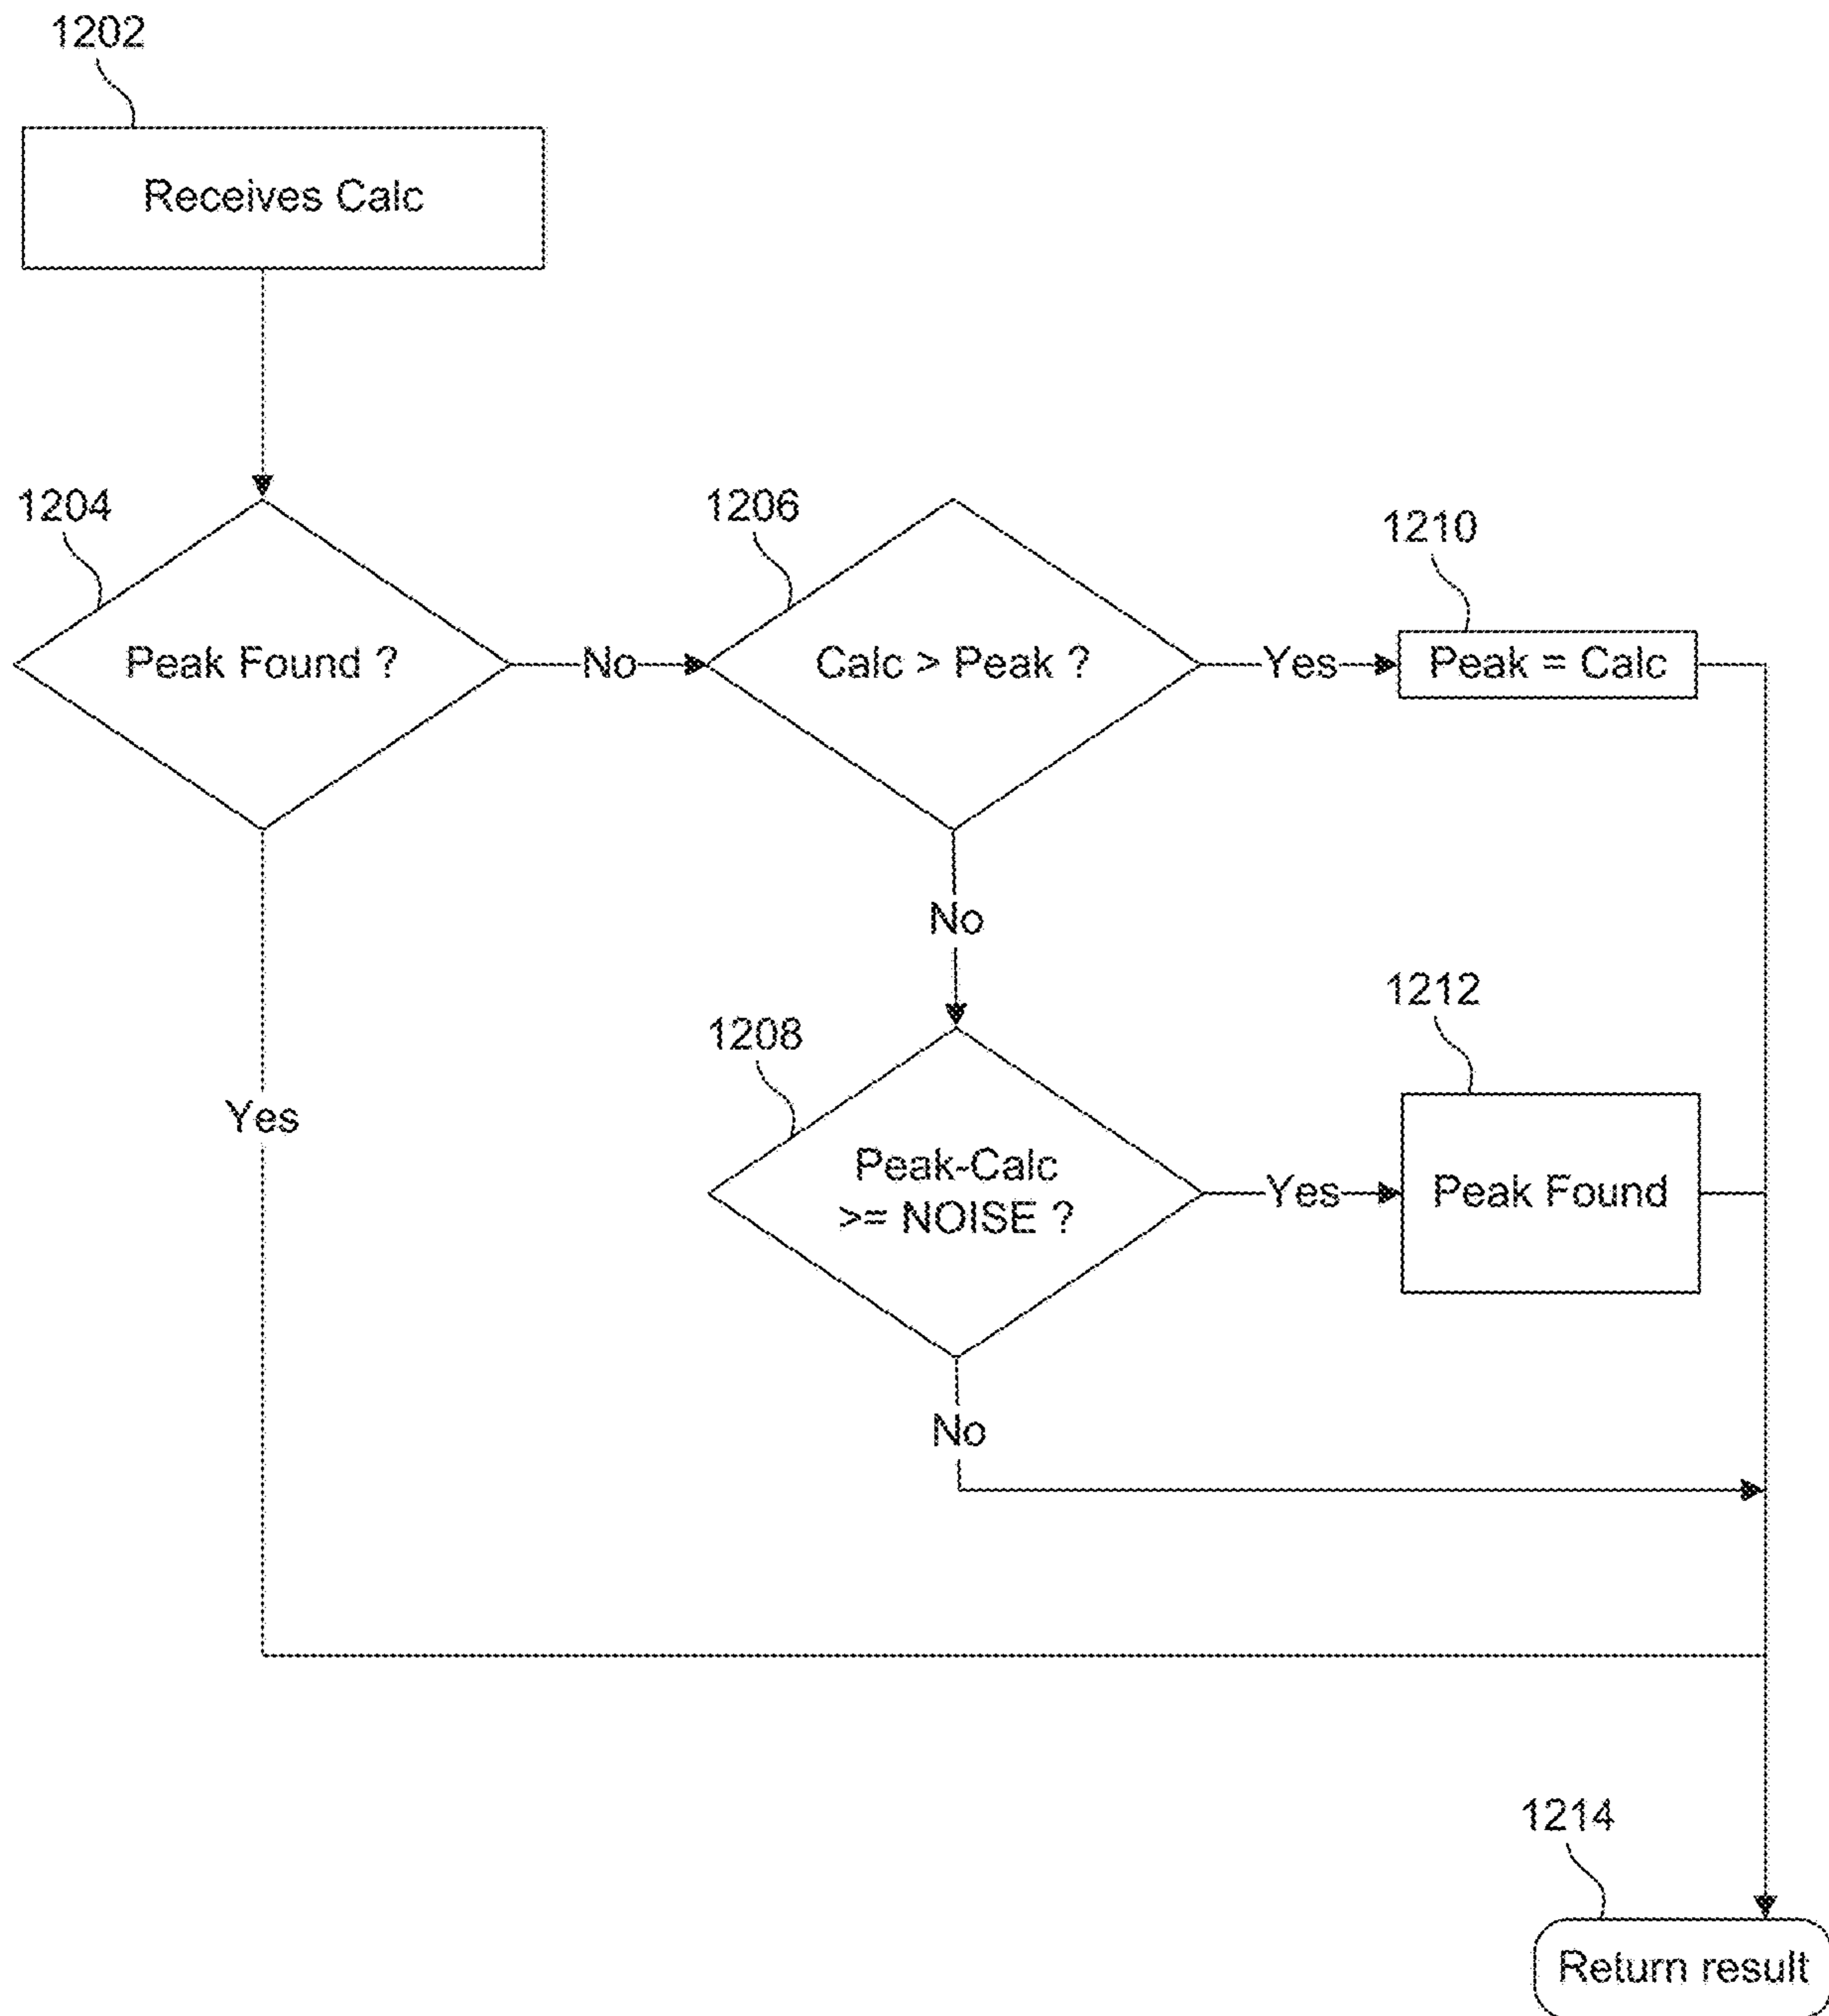 1202
Receives Calc
1204
Peak Found ?
No
1206
Calc > Peak ?
Yes
1210
Peak = Calc
No
1208
Peak-Calc
>= NOISE ?
Yes
1212
Peak Found
No
Yes
1214
Return result